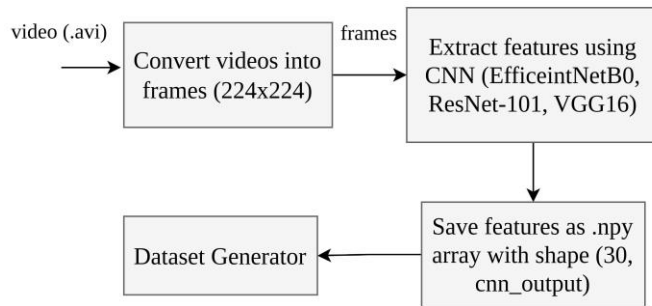 video (.avi)
Convert videos into
frames (224x224)
frames
Extract features using
CNN (EfficeintNetB0,
ResNet-101, VGG16)
Save features as .npy
array with shape (30,
cnn_output)
Dataset Generator